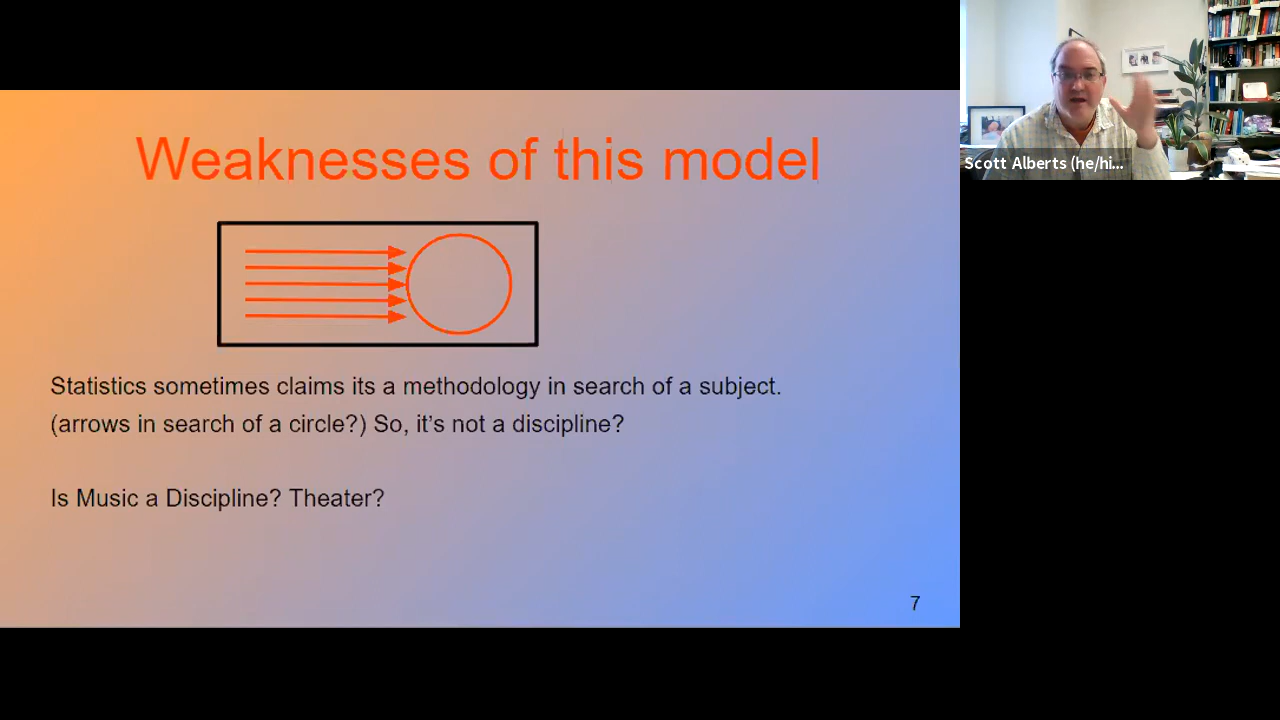 Weaknesses of this model
Statistics sometimes claims its a methodology in search of a subject.
(arrows in search of a circle?) So, it's not a discipline?
Is Music a Discipline? Theater?
7
Scott Alberts (he/hi...